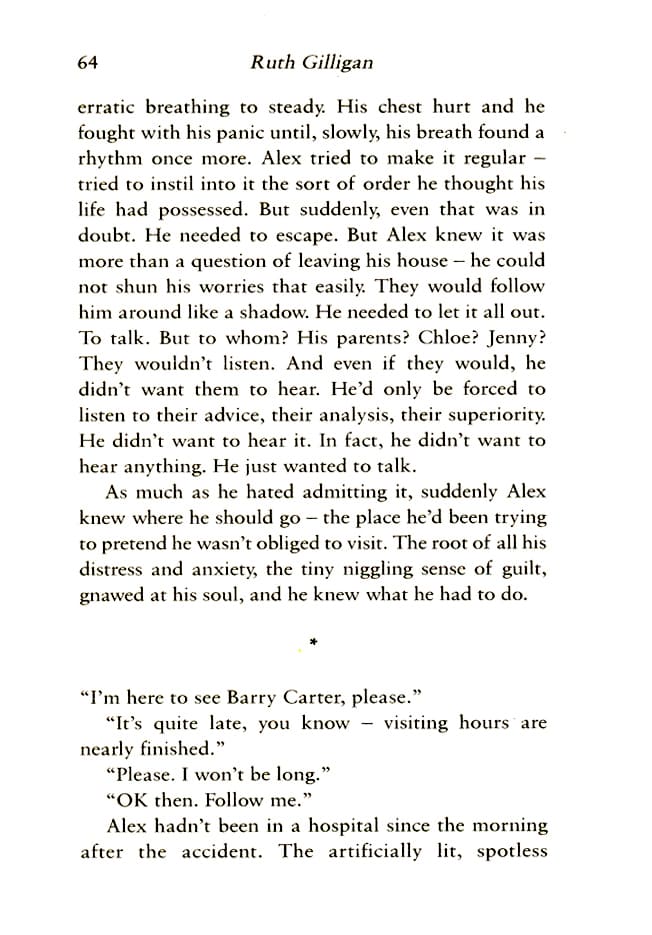 64 Ruth Gilligan
erratic breathing to steady. His chest hurt and he
fought with his panic until, slowly, his breath found a
rhythm once more. Alex tried to make it regular –
tried to instil into it the sort of order he thought his
life had possessed. But suddenly, even that was in
doubt. He needed to escape. But Alex knew it was
more than a question of leaving his house – he could
not shun his worries that easily. They would follow
him around like a shadow. He needed to let it all out.
To talk. But to whom? His parents? Chloe? Jenny?
They wouldn’t listen. And even if they would, he
didn’t want them to hear. He’d only be forced to
listen to their advice, their analysis, their superiority.
He didn’t want to hear it. In fact, he didn’t want to
hear anything. He just wanted to talk.
As much as he hated admitting it, suddenly Alex
knew where he should go – the place he’d been trying
to pretend he wasn’t obliged to visit. The root of all his
distress and anxiety, the tiny niggling sense of guilt,
gnawed at his soul, and he knew what he had to do.
*
“I’m here to see Barry Carter, please.”
“It’s quite late, you know – visiting hours are
nearly finished.”
“Please. I won’t be long.”
“OK then. Follow me.”
Alex hadn’t been in a hospital since the morning
after the accident. The artificially lit, spotless